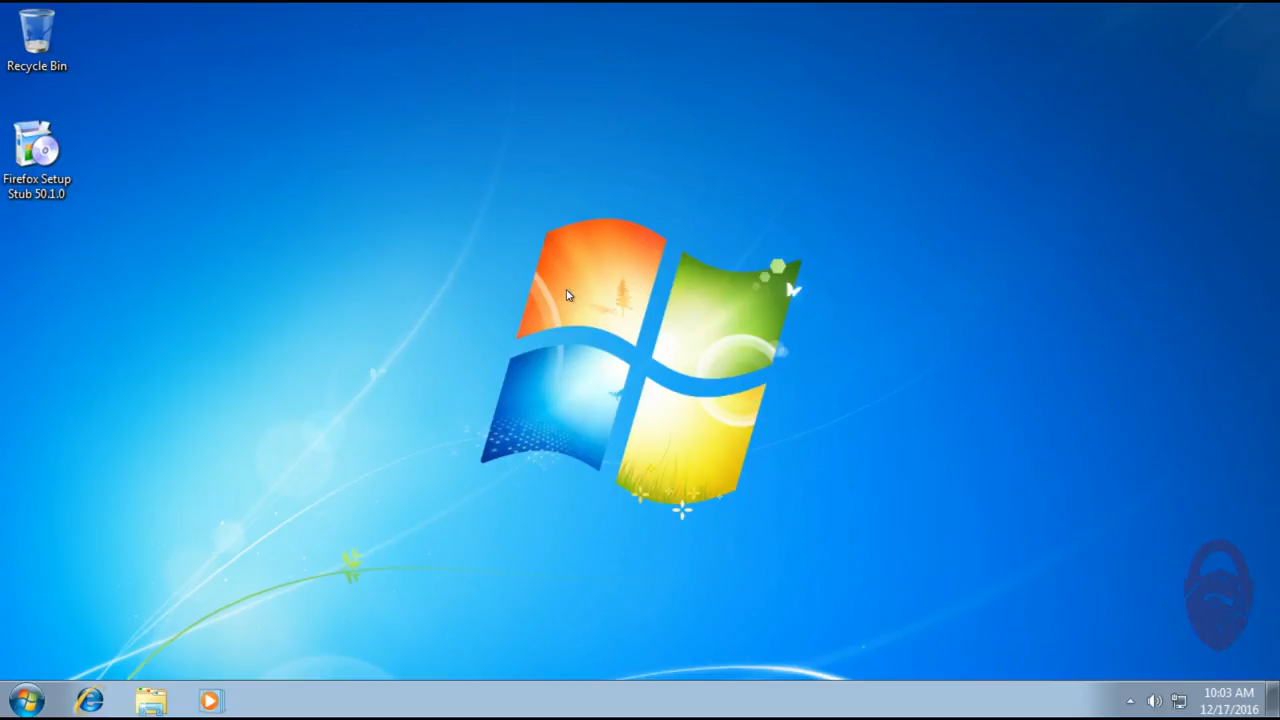 Recycle Bin
Firefox Setup
Stub 50.1.0
10:03 AM
12/17/2016